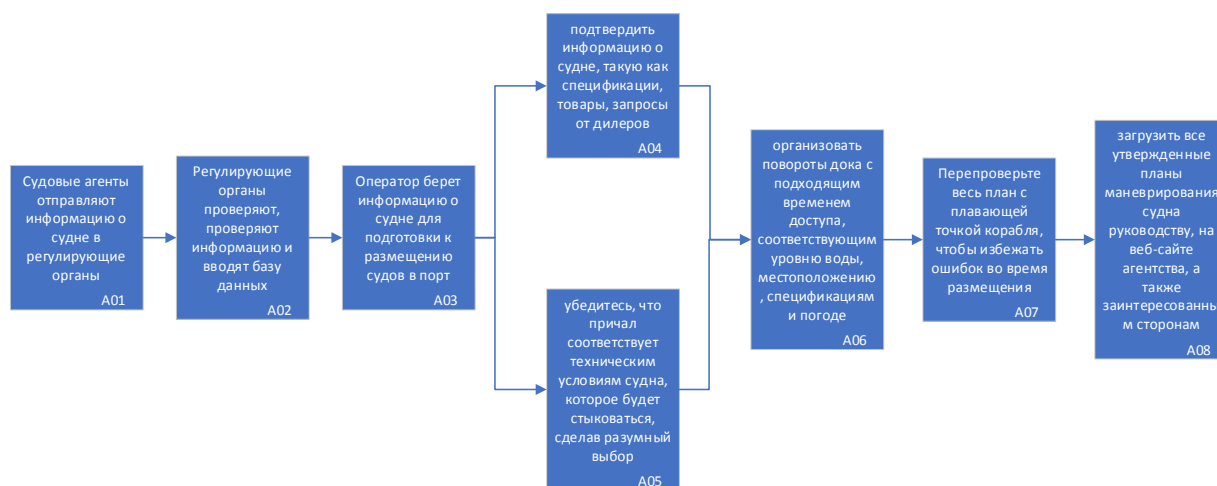 Судовые агенты
отправляют
информацию о
судне в
регулирующие
органы
A01
Регулирующие
органы
проверяют,
проверяют
информацию и
вводят базу
данных
A02
Оператор берет
информацию о
судне для
подготовки к
размещению
судов в порт
A03
подтвердить
информацию о
судне, такую как
спецификации,
товары, запросы
от дилеров
A04
убедитесь, что
причал
соответствует
техническим
условиям судна,
которое будет
стыковаться,
сделав разумный
выбор
A05
организовать
повороты дока с
подходящим
временем
доступа,
соответствующим
уровню воды,
местоположению
, спецификациям
и погоде
A06
Перепроверьте
весь план с
плавающей
точкой корабля,
чтобы избежать
ошибок во время
размещения
A07
загрузить все
утвержденные
планы
маневрирования
судна
руководству, на
веб-сайте
агентства, а
также
заинтересованны
м сторонам
A08